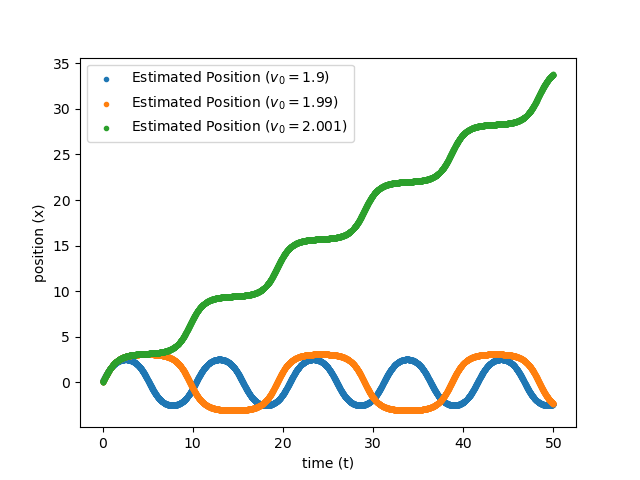 35
30
25
20
15
10
5
0
position (x)
Estimated Position (v₀ = 1.9)
Estimated Position (v₀ = 1.99)
Estimated Position (v₀ = 2.001)
0 10 20 30 40 50
time (t)